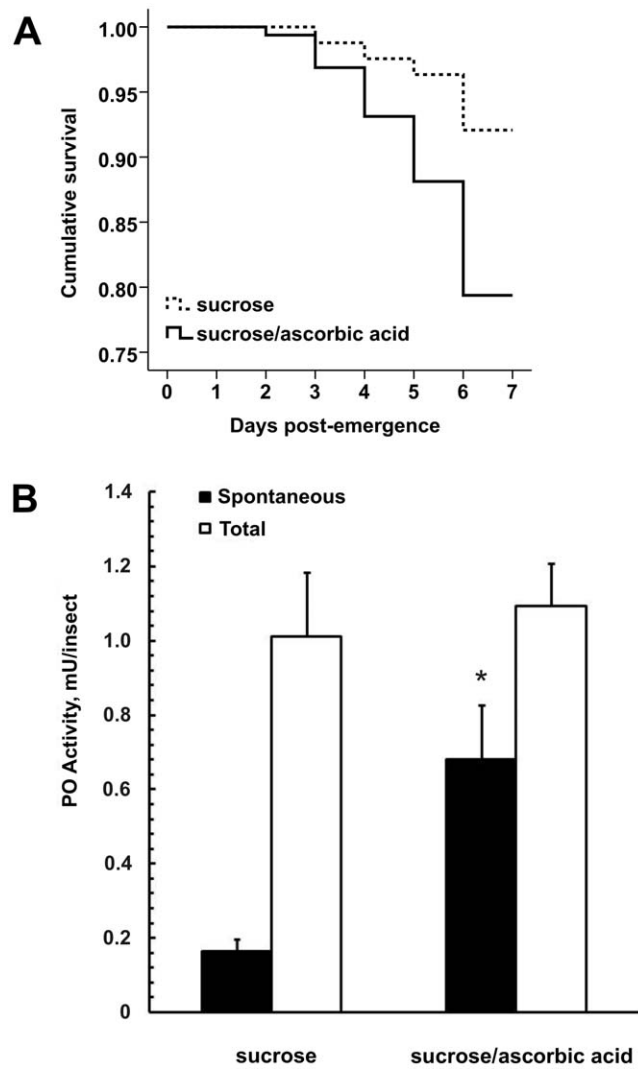 A
1.00
0.95
0.90
0.85
0.80
0.75
Cumulative survival
sucrose
sucrose/ascorbic acid
0 1 2 3 4 5 6 7
Days post-emergence
B
Spontaneous
Total
1.4
1.2
1.0
0.8
0.6
0.4
0.2
0
PO Activity, mU/insect
*
sucrose sucrose/ascorbic acid